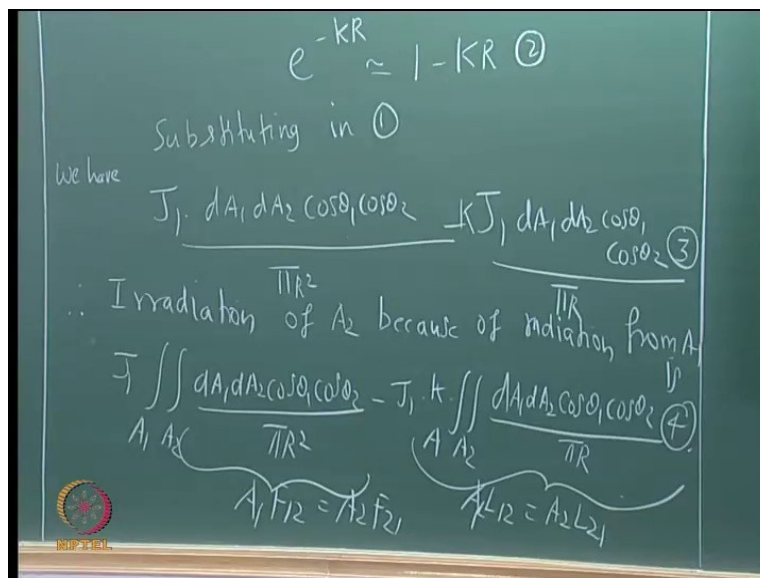 e^{-KR} ≃ 1 - KR ②
Substituting in ①
We have
J₁. dA₁ dA₂ cosθ₁ cosθ₂ / πR² - KJ₁ dA₁ dA₂ cosθ₁ cosθ₂ / πR ③
∴ Irradiation of A₂ because of radiation from A₁ is
J₁ ∬_{A₁ A₂} dA₁ dA₂ cosθ₁ cosθ₂ / πR² - J₁. K. ∬_{A₁ A₂} dA₁ dA₂ cosθ₁ cosθ₂ / πR ④
A₁F₁₂ = A₂F₂₁ A₁L₁₂ = A₂L₂₁
NPTEL